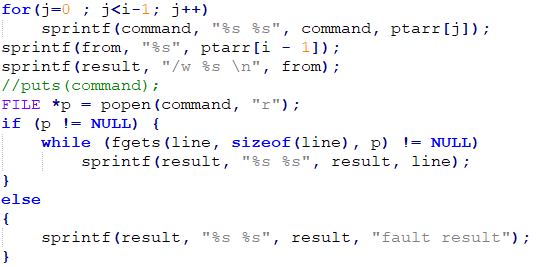 for(j=0 ; j<i-1; j++)
sprintf(command, "%s %s", command, ptarr[j]);
sprintf(from, "%s", ptarr[i - 1]);
sprintf(result, "/w %s \n", from);
//puts(command);
FILE *p = popen(command, "r");
if (p != NULL) {
while (fgets(line, sizeof(line), p) != NULL)
sprintf(result, "%s %s", result, line);
}
else
{
sprintf(result, "%s %s", result, "fault result");
}